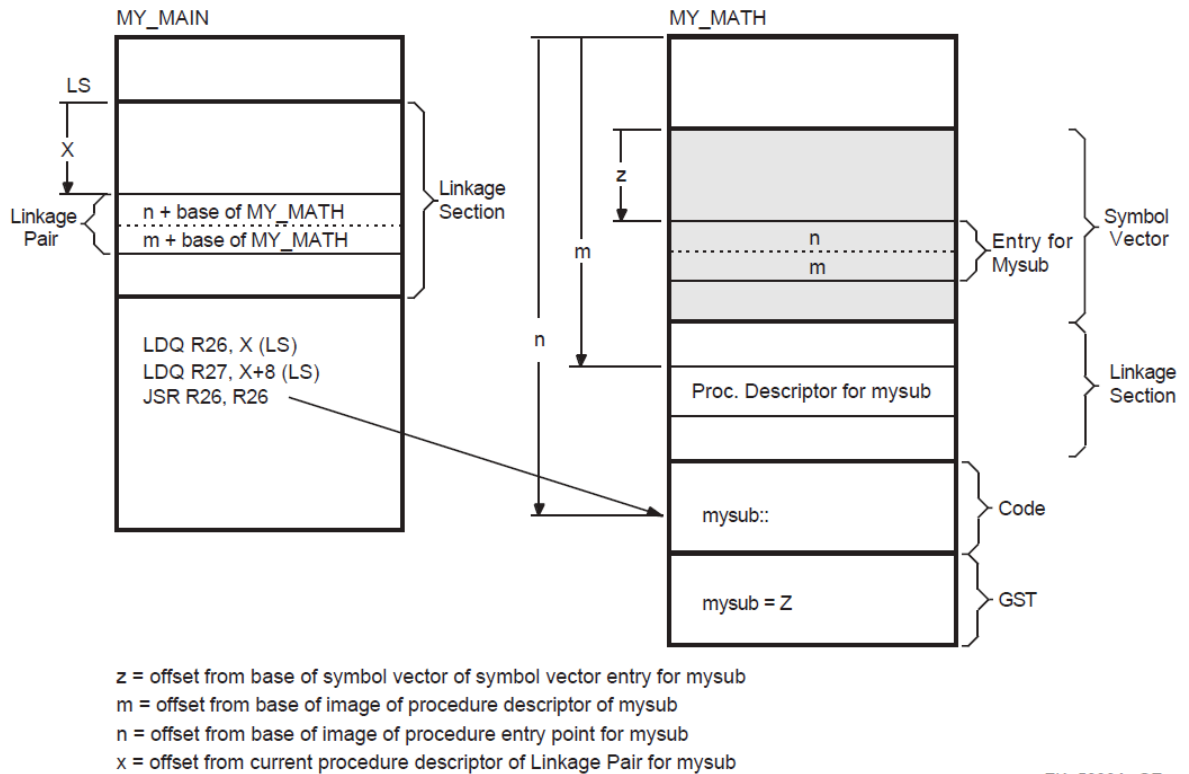 MY_MAIN
LS
X
Linkage
Pair
n + base of MY_MATH
m + base of MY_MATH
Linkage
Section
LDQ R26, X (LS)
LDQ R27, X+8 (LS)
JSR R26, R26
MY_MATH
z
m
n
n
m
Entry for
Mysub
Symbol
Vector
Proc. Descriptor for mysub
Linkage
Section
mysub::
Code
mysub = Z
GST
z = offset from base of symbol vector of symbol vector entry for mysub
m = offset from base of image of procedure descriptor of mysub
n = offset from base of image of procedure entry point for mysub
x = offset from current procedure descriptor of Linkage Pair for mysub